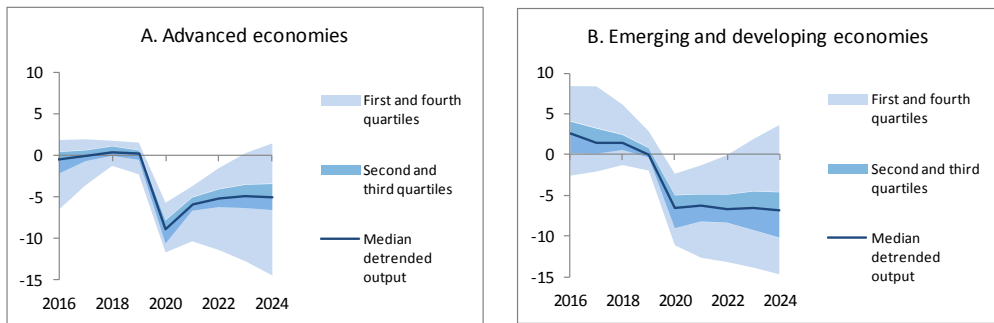 A. Advanced economies
10
5
0
-5
-10
-15
2016 2018 2020 2022 2024
First and fourth
quartiles
Second and
third quartiles
Median
detrended
output
B. Emerging and developing economies
10
5
0
-5
-10
-15
2016 2018 2020 2022 2024
First and fourth
quartiles
Second and
third quartiles
Median
detrended
output